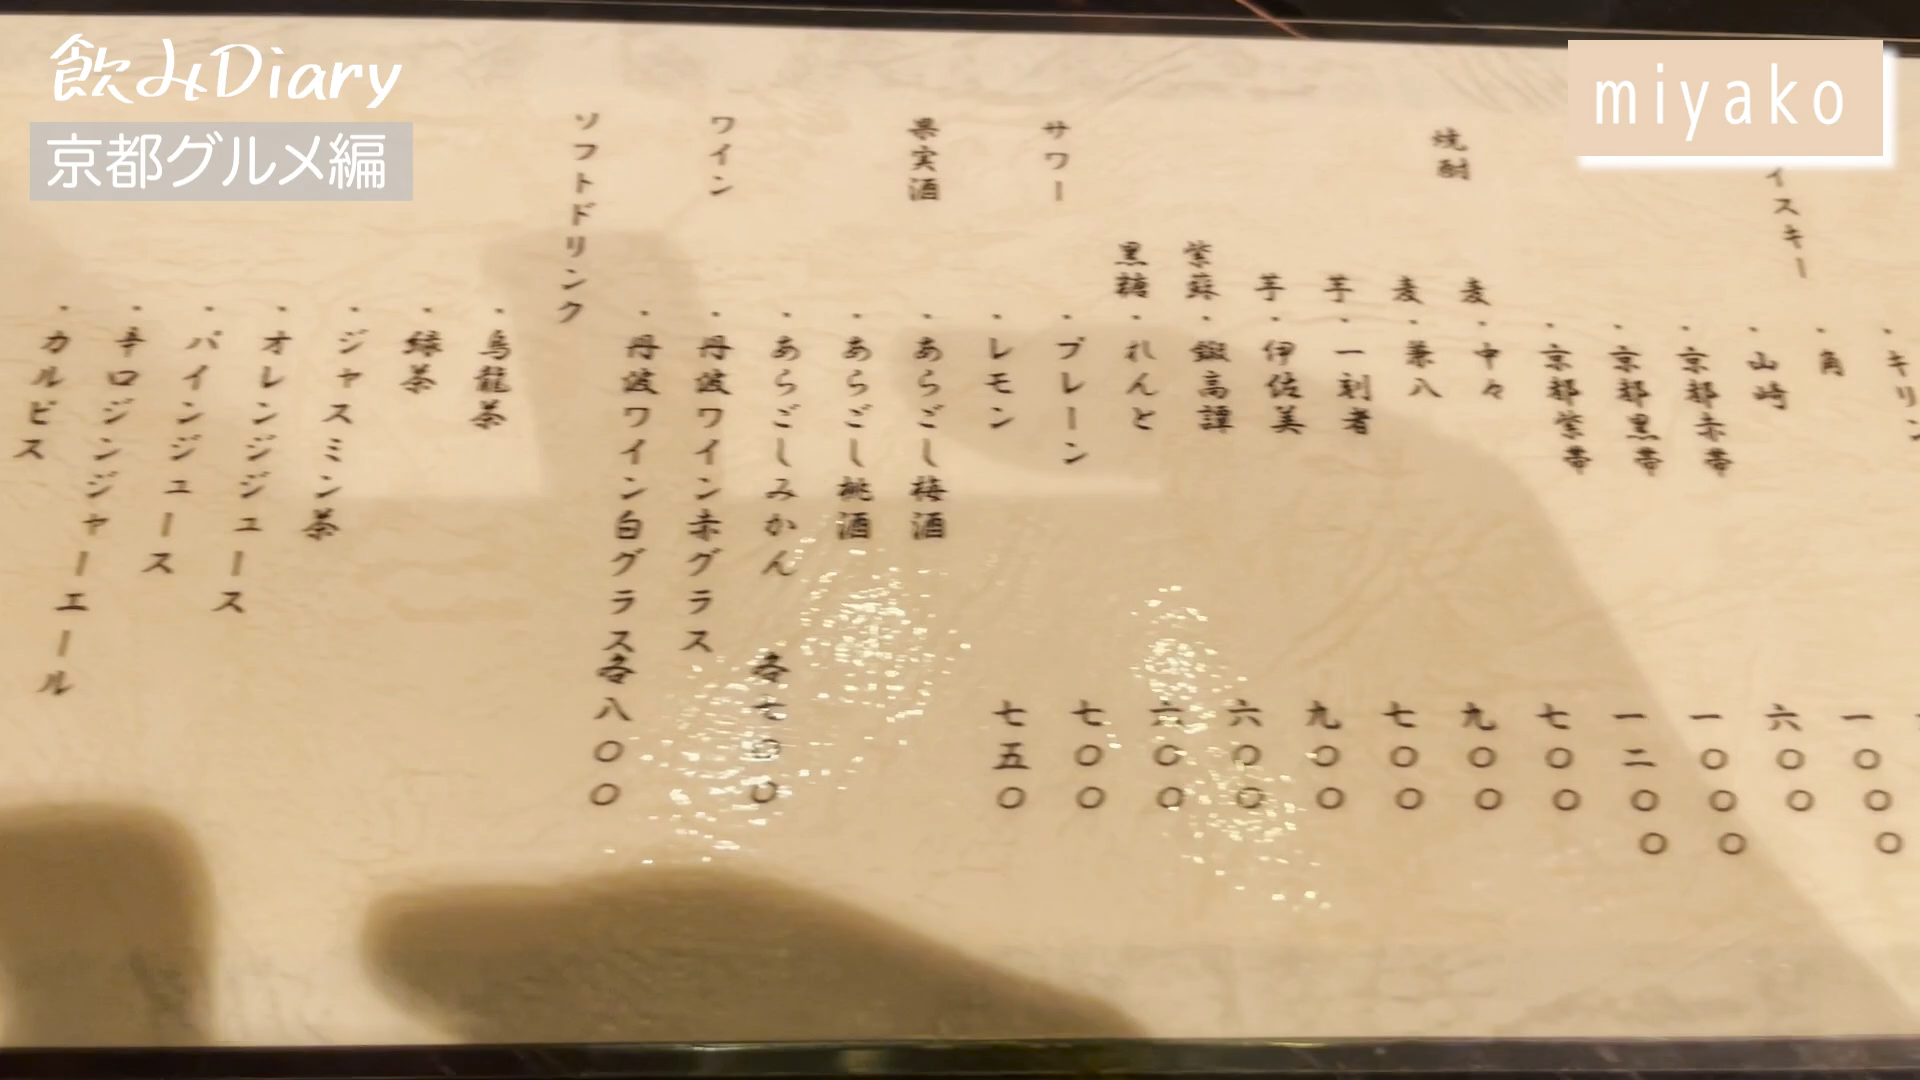 飲みDiary
京都グルメ編
miyako
イスキー
・キリン
・角
一〇〇〇
・山崎
六〇〇
・京都赤帯
一〇〇〇
・京都黒帯
一二〇〇
・京都紫帯
七〇〇
焼酎
麦・中々
九〇〇
麦・兼八
七〇〇
芋・一刻者
九〇〇
芋・伊佐美
六〇〇
紫蘇・鍛高譚
六〇〇
黒糖・れんと
七〇〇
サワー
・プレーン
七五〇
・レモン
果実酒
・あらごし梅酒
・あらごし桃酒
・あらごしみかん 各七〇〇
ワイン
・丹波ワイン赤グラス
・丹波ワイン白グラス 各八〇〇
ソフトドリンク
・烏龍茶
・緑茶
・ジャスミン茶
・オレンジジュース
・パインジュース
・辛口ジンジャーエール
・カルピス